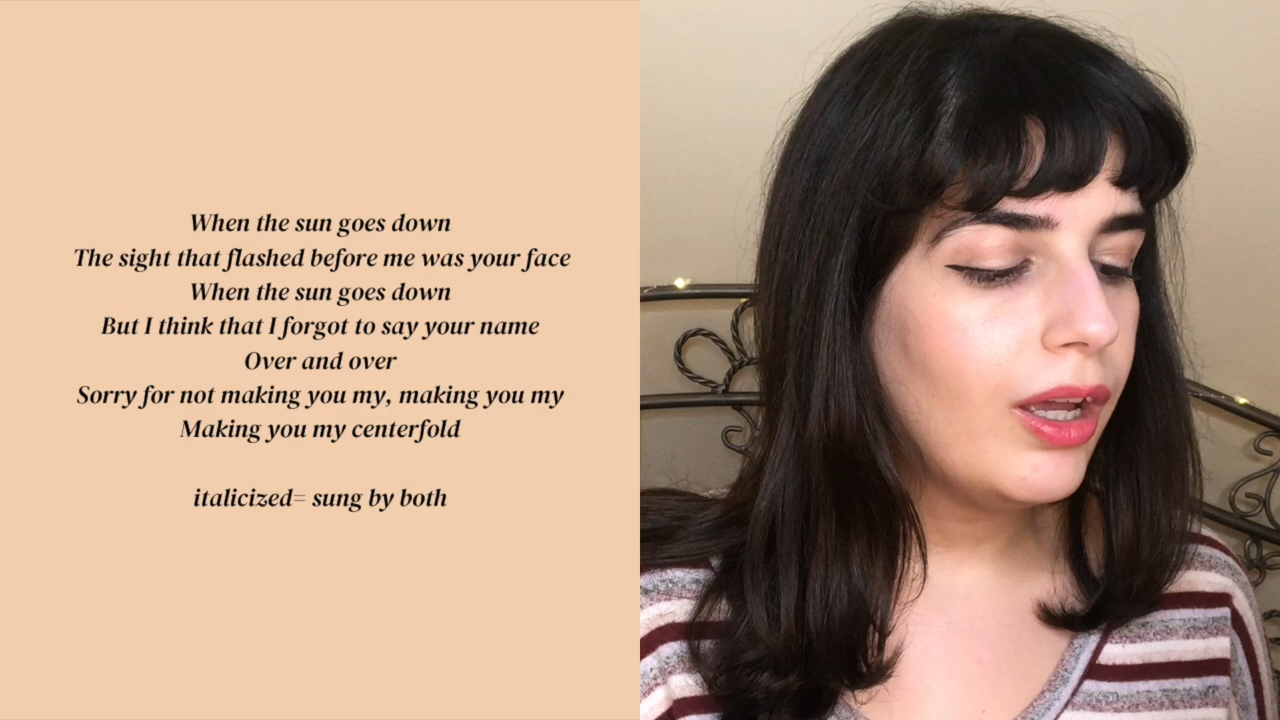 When the sun goes down
The sight that flashed before me was your face
When the sun goes down
But I think that I forgot to say your name
Over and over
Sorry for not making you my, making you my
Making you my centerfold
italicized= sung by both